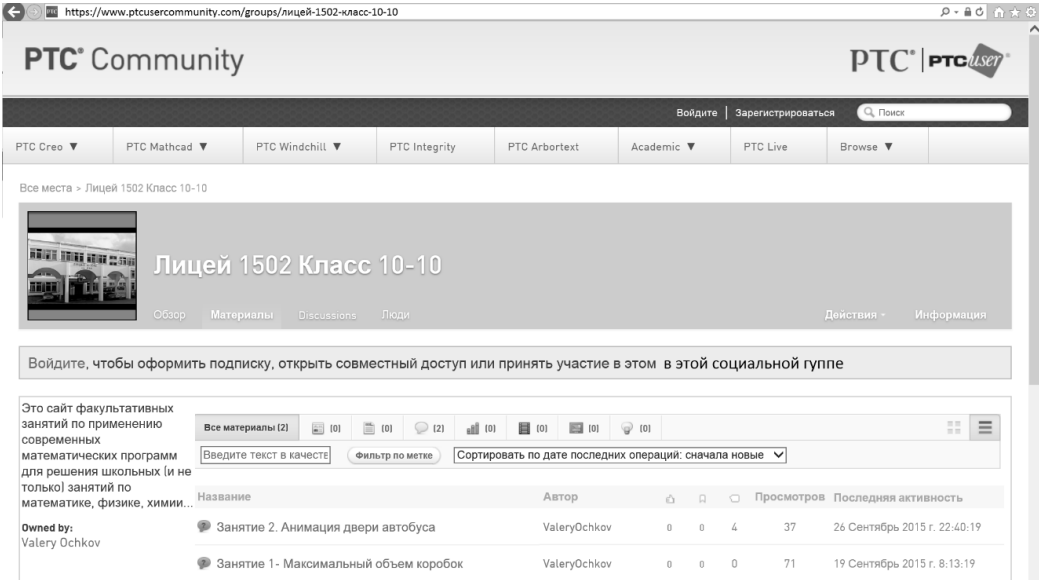 https://www.ptcusercommunity.com/groups/лицей-1502-класс-10-10
PTC® Community
PTC® | PTC user®
Войдите | Зарегистрироваться
Поиск
PTC Creo ▼ PTC Mathcad ▼ PTC Windchill ▼ PTC Integrity PTC Arbortext Academic ▼ PTC Live Browse ▼
Все места > Лицей 1502 Класс 10-10
Лицей 1502 Класс 10-10
Обзор Материалы Discussions Люди Действия Информация
Войдите, чтобы оформить подписку, открыть совместный доступ или принять участие в этом в этой социальной гуппе
Это сайт факультативных
занятий по применению
современных
математических программ
для решения школьных (и не
только) занятий по
математике, физике, химии...
Owned by:
Valery Ochkov
Все материалы (2) (0) (0) (2) (0) (0) (0) (0)
Введите текст в качесте Фильтр по метке Сортировать по дате последних операций: сначала новые
Название Автор Просмотров Последняя активность
Занятие 2. Анимация двери автобуса ValeryOchkov 0 0 4 37 26 Сентябрь 2015 г. 22:40:19
Занятие 1- Максимальный объем коробок ValeryOchkov 0 0 0 71 19 Сентябрь 2015 г. 8:13:19